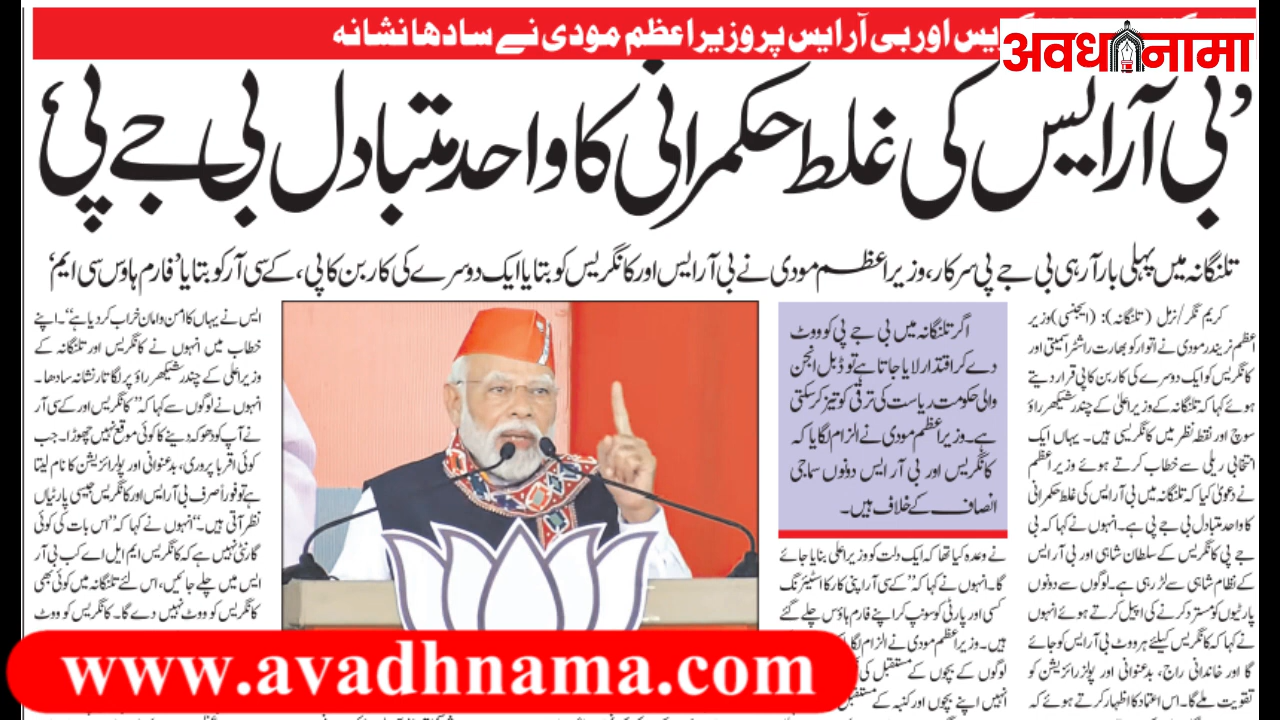 اور بی آر ایس پر وزیر اعظم مودی نے سادھا نشانہ
अवधनामा
’بی آر ایس کی غلط حکمرانی کا واحد متبادل بی جے پی‘
تلنگانہ میں پہلی بار آرہی بی جے پی سرکار، وزیر اعظم مودی نے بی آر ایس اور کانگریس کو بتایا ایک دوسرے کی کاربن کاپی، کے سی آر کو بتایا ’فارم ہاؤس سی ایم‘
کریم نگر/نرمل (تلنگانہ): (ایجنسی) وزیر
اعظم نریندر مودی نے اتوار کو بھارت راشٹر سمیتی اور
کانگریس کو ایک دوسرے کی کاربن کاپی قرار دیتے
ہوئے کہا کہ تلنگانہ کے وزیر اعلیٰ کے چندر شیکھر راؤ
سوچ اور نقطہ نظر میں کانگریسی ہیں۔ یہاں ایک
انتخابی ریلی سے خطاب کرتے ہوئے وزیر اعظم
نے دعویٰ کیا کہ تلنگانہ میں بی آر ایس کی غلط حکمرانی
کا واحد متبادل بی جے پی ہے۔ انہوں نے کہا کہ بی
جے پی کانگریس کے سلطان شاہی اور بی آر ایس
کے نظام شاہی سے لڑ رہی ہے۔ لوگوں سے دونوں
پارٹیوں کو مسترد کرنے کی اپیل کرتے ہوئے انہوں
نے کہا کہ کانگریس کیلئے ہر ووٹ بی آر ایس کو جائے
گا اور خاندانی راج، بدعنوانی اور پولرائزیشن کو
تقویت ملے گا۔ اس اعتماد کا اظہار کرتے ہوئے کہ
اگر تلنگانہ میں بی جے پی کو ووٹ
دے کر اقتدار لایا جاتا ہے تو ڈبل انجن
والی حکومت ریاست کی ترقی کو تیز کر سکتی
ہے۔ وزیر اعظم مودی نے الزام لگایا کہ
کانگریس اور بی آر ایس دونوں سماجی
انصاف کے خلاف ہیں۔
نے وعدہ کیا تھا کہ ایک دلت کو وزیر اعلی بنایا جائے
گا۔ انہوں نے کہا کہ ”کے سی آر اپنی کار کا اسٹیئرنگ
کسی اور پارٹی کو سونپ کر اپنے فارم ہاؤس چلے گئے
ہیں۔ وزیر اعظم مودی نے الزام
لوگوں کے بچوں کے مستقبل کی
انہیں اپنے بچوں اور کنبہ کے مستقبل
ایس نے یہاں کا امن و امان خراب کر دیا ہے“۔ اپنے
خطاب میں انہوں نے کانگریس اور تلنگانہ کے
وزیر اعلی کے چندر شیکھر راؤ پر لگاتار نشانہ سادھا۔
انہوں نے لوگوں سے کہا کہ ” کانگریس اور کے سی آر
نے آپ کو دھوکہ دینے کا کوئی موقع نہیں چھوڑا۔ جب
کوئی اقربا پروری، بدعنوانی اور پولرائزیشن کا نام لیتا
ہے تو فوراً صرف بی آر ایس اور کانگریس جیسی پارٹیاں
نظر آتی ہیں۔“ انہوں نے کہا کہ ”اس بات کی کوئی
گارنٹی نہیں ہے کہ کانگریس ایم ایل اے کب بی آر
ایس میں چلے جائیں، اس لئے تلنگانہ میں کوئی بھی
کانگریس کو ووٹ نہیں دے گا۔ کانگریس کو ووٹ
www.avadhnama.com